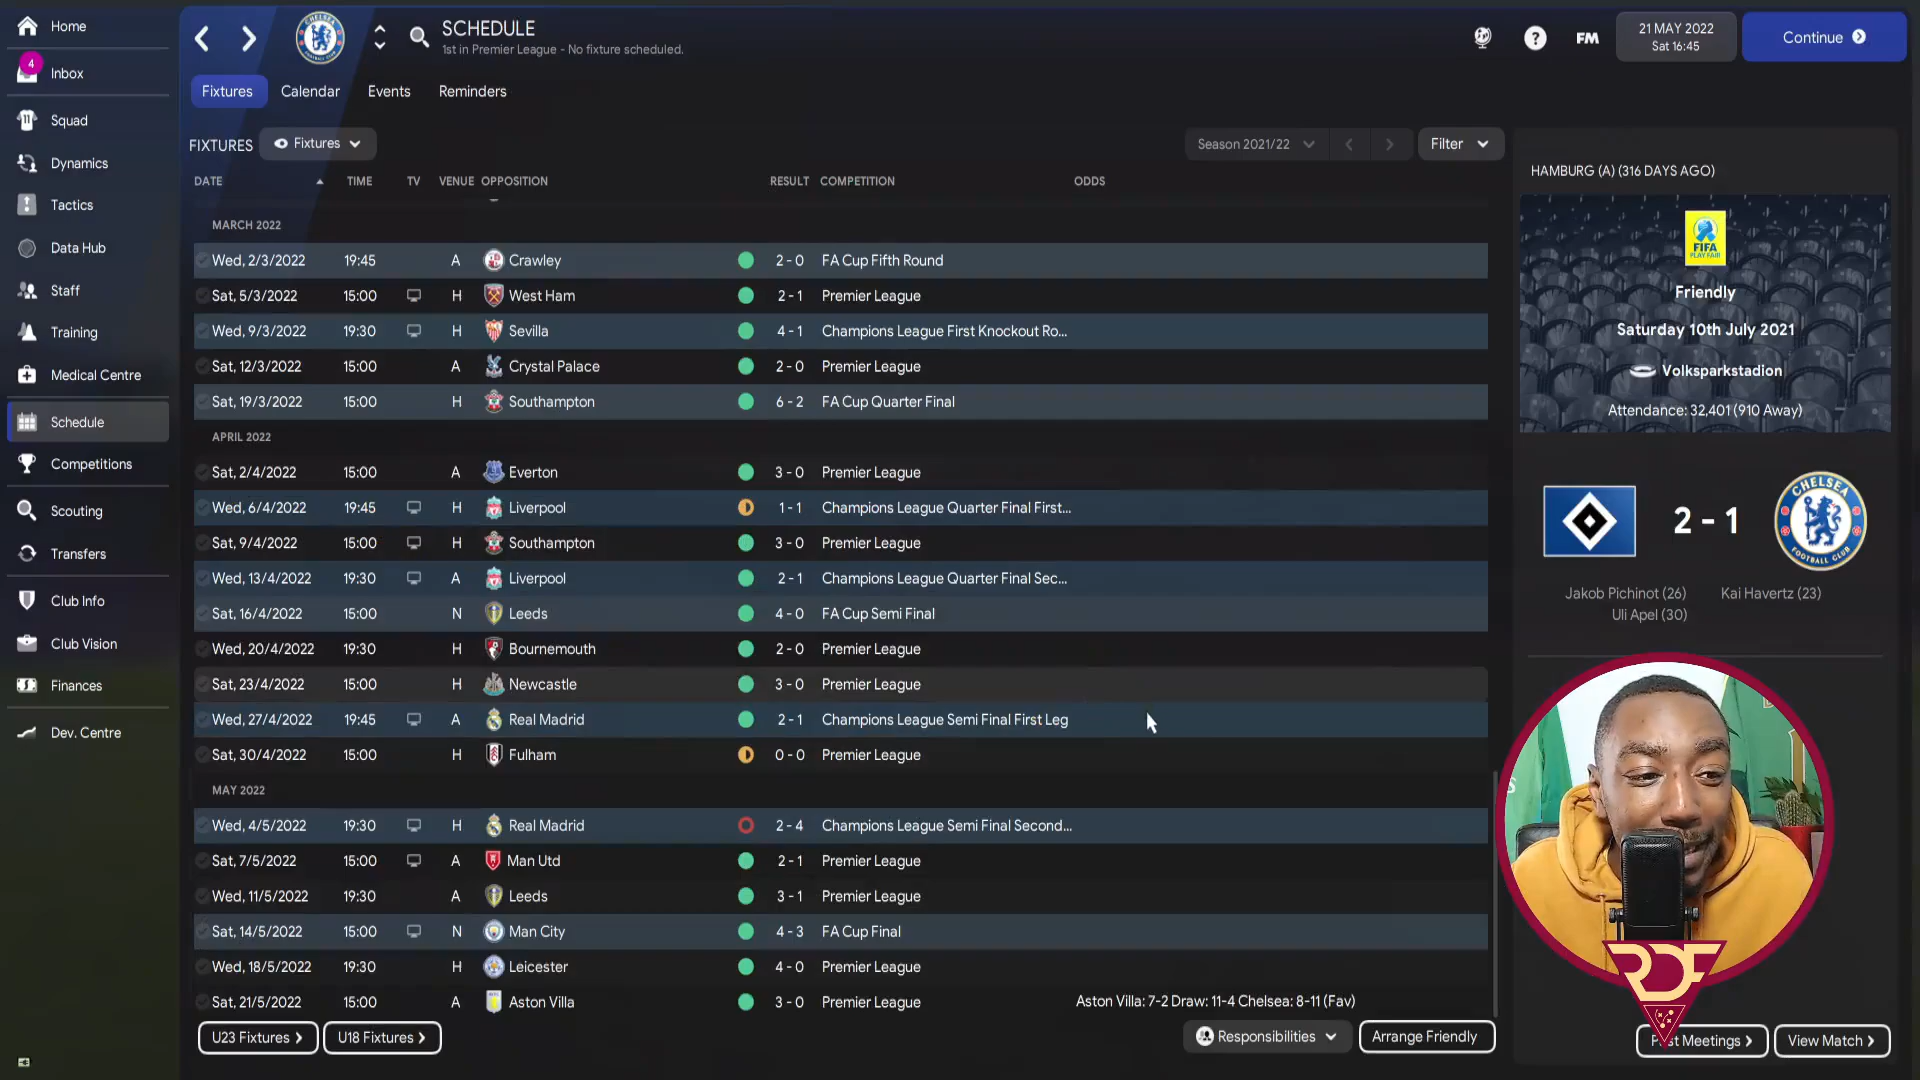 Home
4
Inbox
Squad
Dynamics
Tactics
Data Hub
Staff
Training
Medical Centre
Schedule
Competitions
Scouting
Transfers
Club Info
Club Vision
Finances
Dev. Centre
CHELSEA
FOOTBALL CLUB
SCHEDULE
1st in Premier League - No fixture scheduled.
?
FM
21 MAY 2022
Sat 16:45
Continue
Fixtures Calendar Events Reminders
FIXTURES Fixtures
Season 2021/22
Filter
DATE TIME TV VENUE OPPOSITION RESULT COMPETITION ODDS
MARCH 2022
Wed, 2/3/2022 19:45 A Crawley 2 - 0 FA Cup Fifth Round
Sat, 5/3/2022 15:00 H West Ham 2 - 1 Premier League
Wed, 9/3/2022 19:30 H Sevilla 4 - 1 Champions League First Knockout Ro...
Sat, 12/3/2022 15:00 A Crystal Palace 2 - 0 Premier League
Sat, 19/3/2022 15:00 H Southampton 6 - 2 FA Cup Quarter Final
APRIL 2022
Sat, 2/4/2022 15:00 A Everton 3 - 0 Premier League
Wed, 6/4/2022 19:45 H Liverpool 1 - 1 Champions League Quarter Final First...
Sat, 9/4/2022 15:00 H Southampton 3 - 0 Premier League
Wed, 13/4/2022 19:30 A Liverpool 2 - 1 Champions League Quarter Final Sec...
Sat, 16/4/2022 15:00 N Leeds 4 - 0 FA Cup Semi Final
Wed, 20/4/2022 19:30 H Bournemouth 2 - 0 Premier League
Sat, 23/4/2022 15:00 H Newcastle 3 - 0 Premier League
Wed, 27/4/2022 19:45 A Real Madrid 2 - 1 Champions League Semi Final First Leg
Sat, 30/4/2022 15:00 H Fulham 0 - 0 Premier League
MAY 2022
Wed, 4/5/2022 19:30 H Real Madrid 2 - 4 Champions League Semi Final Second...
Sat, 7/5/2022 15:00 A Man Utd 2 - 1 Premier League
Wed, 11/5/2022 19:30 A Leeds 3 - 1 Premier League
Sat, 14/5/2022 15:00 N Man City 4 - 3 FA Cup Final
Wed, 18/5/2022 19:30 H Leicester 4 - 0 Premier League
Sat, 21/5/2022 15:00 A Aston Villa 3 - 0 Premier League Aston Villa: 7-2 Draw: 11-4 Chelsea: 8-11 (Fav)
U23 Fixtures U18 Fixtures
Responsibilities
Arrange Friendly
HAMBURG (A) (316 DAYS AGO)
FIFA
PLAY FAIR
Friendly
Saturday 10th July 2021
Volksparkstadion
Attendance: 32,401 (910 Away)
2 - 1
CHELSEA
FOOTBALL CLUB
Jakob Pichinot (26) Kai Havertz (23)
Uli Apel (30)
RDF
Meetings View Match